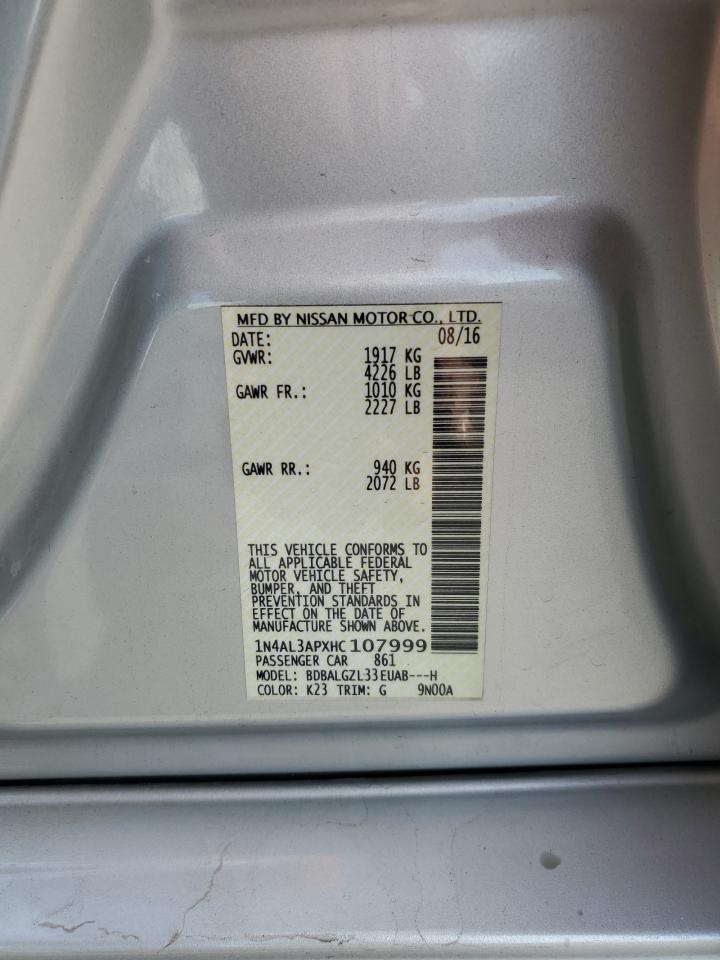 MFD BY NISSAN MOTOR CO., LTD.
DATE: 08/16
GVWR: 1917 KG
4226 LB
GAWR FR.: 1010 KG
2227 LB
GAWR RR.: 940 KG
2072 LB
THIS VEHICLE CONFORMS TO
ALL APPLICABLE FEDERAL
MOTOR VEHICLE SAFETY,
BUMPER, AND THEFT
PREVENTION STANDARDS IN
EFFECT ON THE DATE OF
MANUFACTURE SHOWN ABOVE.
1N4AL3APXHC107999
PASSENGER CAR 861
MODEL: BDBALGZL33EUAB---H
COLOR: K23 TRIM: G 9N00A